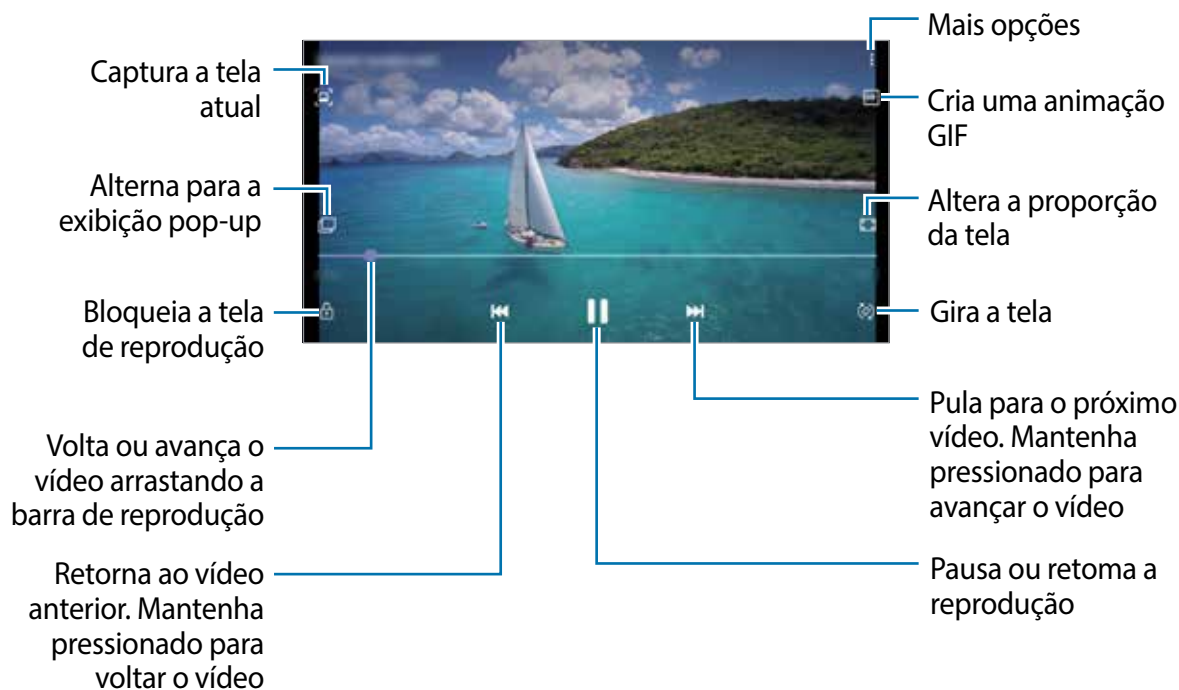 Captura a tela
atual
Alterna para a
exibição pop-up
Bloqueia a tela
de reprodução
Volta ou avança o
vídeo arrastando a
barra de reprodução
Retorna ao vídeo
anterior. Mantenha
pressionado para
voltar o vídeo
Mais opções
Cria uma animação
GIF
Altera a proporção
da tela
Gira a tela
Pula para o próximo
vídeo. Mantenha
pressionado para
avançar o vídeo
Pausa ou retoma a
reprodução